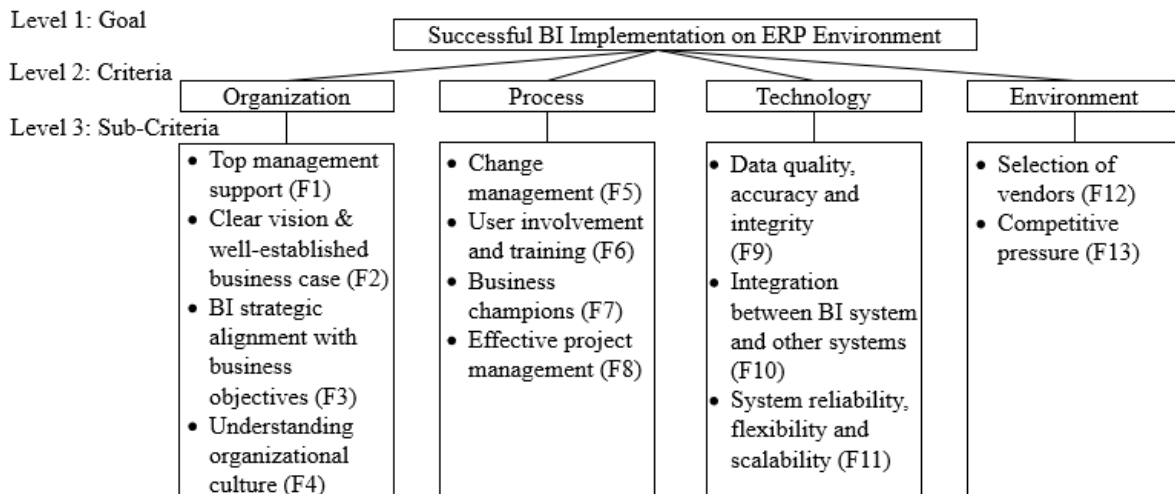 Level 1: Goal
Successful BI Implementation on ERP Environment
Level 2: Criteria
Organization
Process
Technology
Environment
Level 3: Sub-Criteria
• Top management
support (F1)
• Clear vision &
well-established
business case (F2)
• BI strategic
alignment with
business
objectives (F3)
• Understanding
organizational
culture (F4)
• Change
management (F5)
• User involvement
and training (F6)
• Business
champions (F7)
• Effective project
management (F8)
• Data quality,
accuracy and
integrity
(F9)
• Integration
between BI system
and other systems
(F10)
• System reliability,
flexibility and
scalability (F11)
• Selection of
vendors (F12)
• Competitive
pressure (F13)